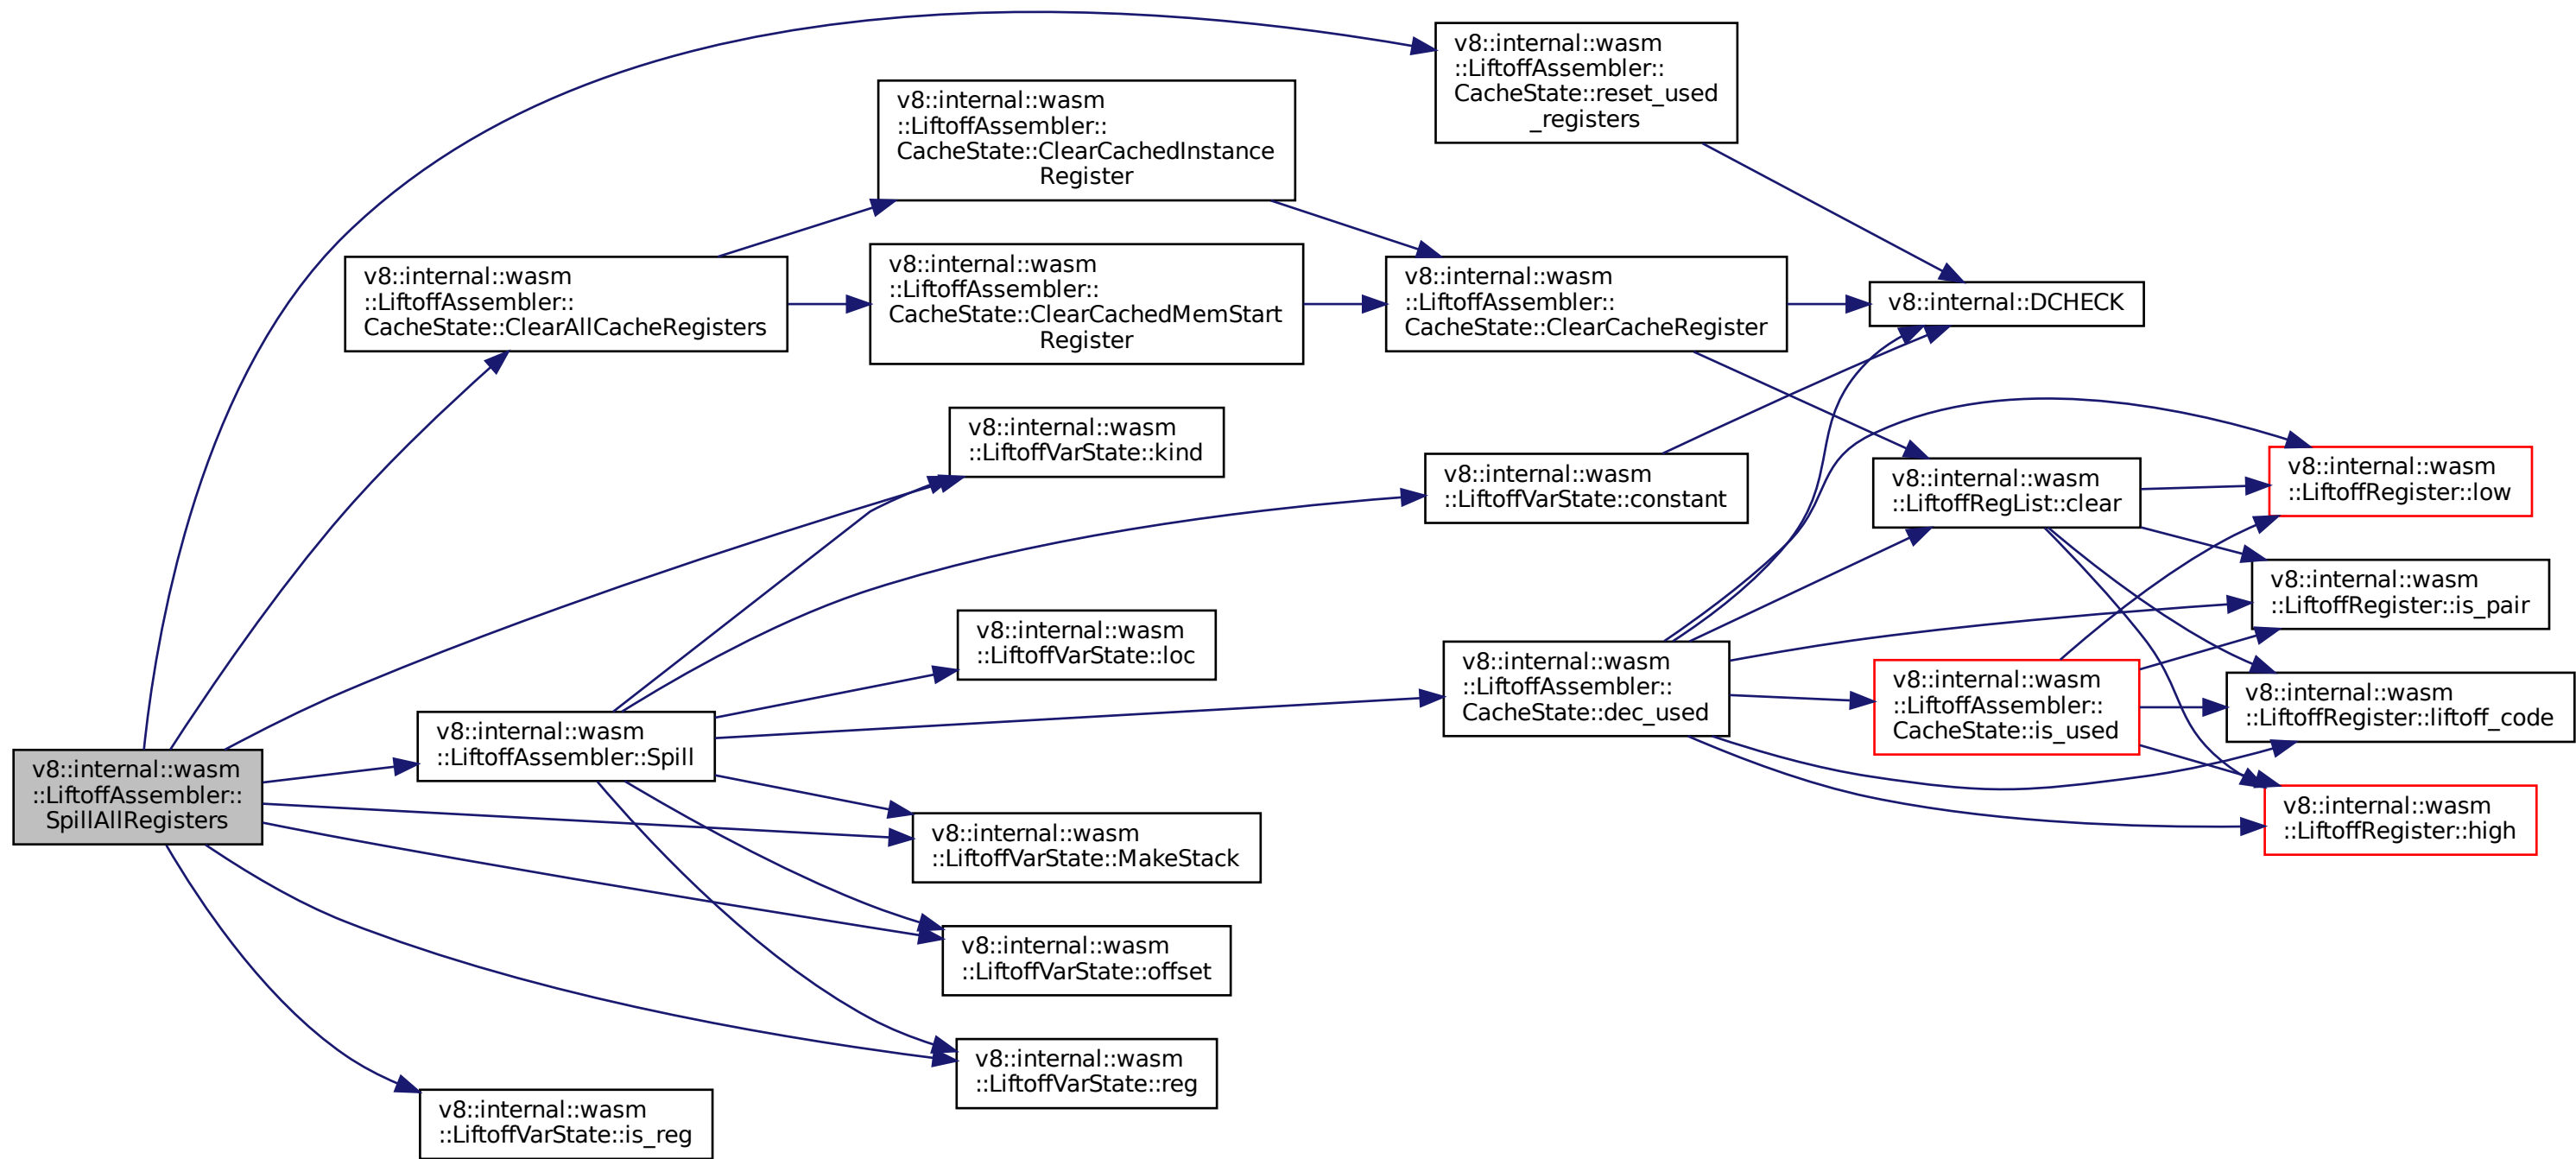 v8::internal::wasm
::LiftoffAssembler::
SpillAllRegisters
v8::internal::wasm
::LiftoffAssembler::
CacheState::ClearAllCacheRegisters
v8::internal::wasm
::LiftoffAssembler::
CacheState::ClearCachedInstance
Register
v8::internal::wasm
::LiftoffAssembler::
CacheState::ClearCachedMemStart
Register
v8::internal::wasm
::LiftoffAssembler::
CacheState::reset_used
_registers
v8::internal::wasm
::LiftoffAssembler::
CacheState::ClearCacheRegister
v8::internal::DCHECK
v8::internal::wasm
::LiftoffVarState::kind
v8::internal::wasm
::LiftoffVarState::constant
v8::internal::wasm
::LiftoffRegList::clear
v8::internal::wasm
::LiftoffRegister::low
v8::internal::wasm
::LiftoffRegister::is_pair
v8::internal::wasm
::LiftoffVarState::loc
v8::internal::wasm
::LiftoffAssembler::
CacheState::dec_used
v8::internal::wasm
::LiftoffAssembler::
CacheState::is_used
v8::internal::wasm
::LiftoffRegister::liftoff_code
v8::internal::wasm
::LiftoffAssembler::Spill
v8::internal::wasm
::LiftoffRegister::high
v8::internal::wasm
::LiftoffVarState::MakeStack
v8::internal::wasm
::LiftoffVarState::offset
v8::internal::wasm
::LiftoffVarState::reg
v8::internal::wasm
::LiftoffVarState::is_reg